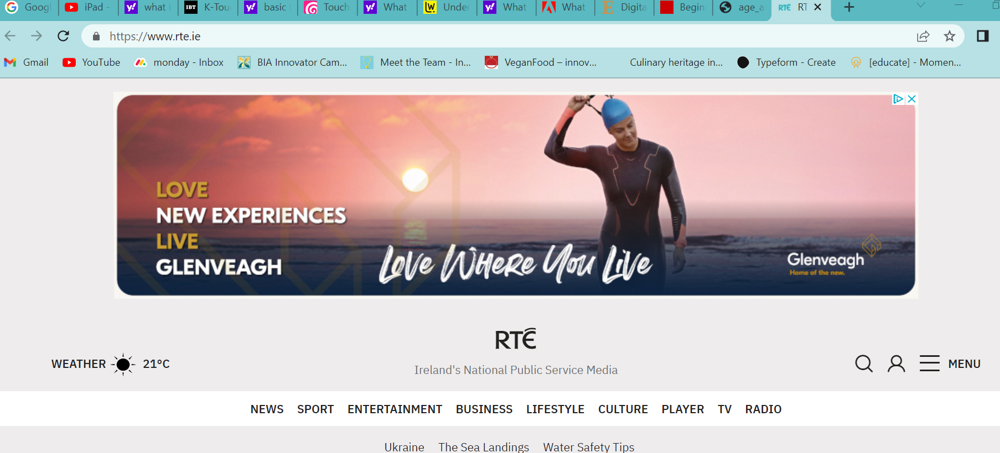 Googl iPad - what i IBT K-Tou basic Touch What Under What What Digita Begin age_a RTÉ RT
https://www.rte.ie
Gmail YouTube monday - Inbox BIA Innovator Cam... Meet the Team - In... VeganFood – innov... Culinary heritage in... Typeform - Create [educate] - Momen...
LOVE
NEW EXPERIENCES
LIVE
GLENVEAGH
Love Where You Live
Glenveagh
Home of the new.
RTÉ
WEATHER 21°C
Ireland's National Public Service Media
MENU
NEWS SPORT ENTERTAINMENT BUSINESS LIFESTYLE CULTURE PLAYER TV RADIO
Ukraine The Sea Landings Water Safety Tips